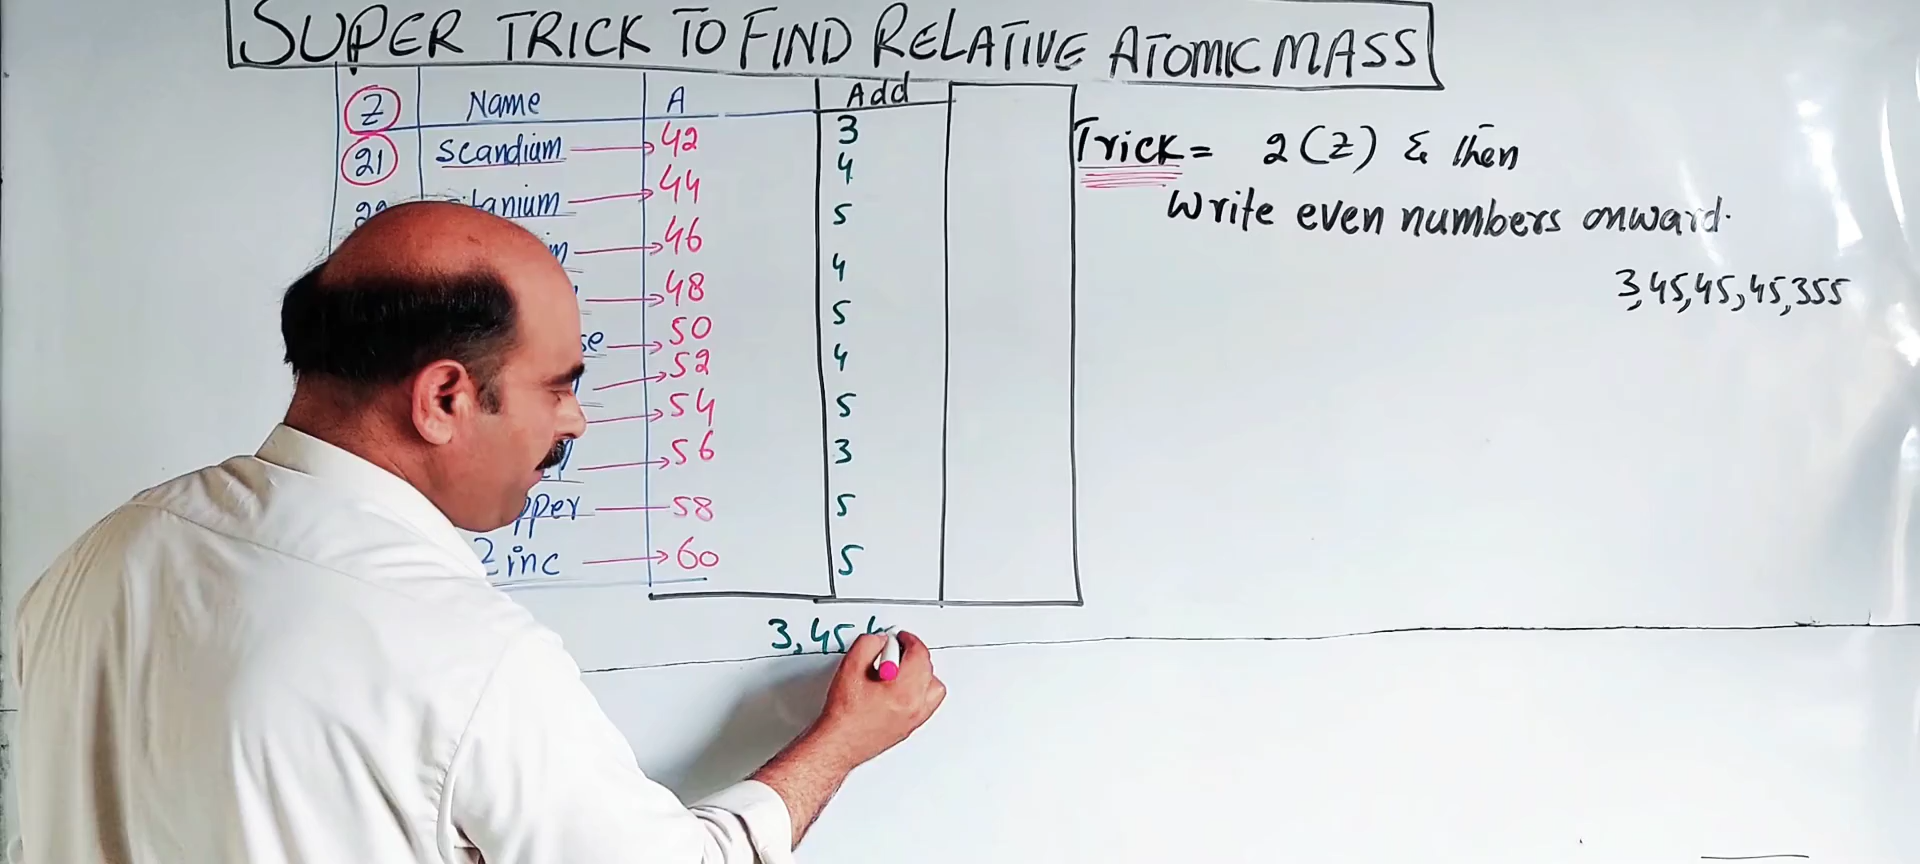 SUPER TRICK TO FIND RELATIVE ATOMIC MASS
Z Name A Add
21 Scandium 42 3
44 4
46 5
48 4
50 5
52 4
54 5
56 3
58 5
Zinc 60 5
3,45
Trick = 2(Z) & then
Write even numbers onward.
3,45,45,45,355